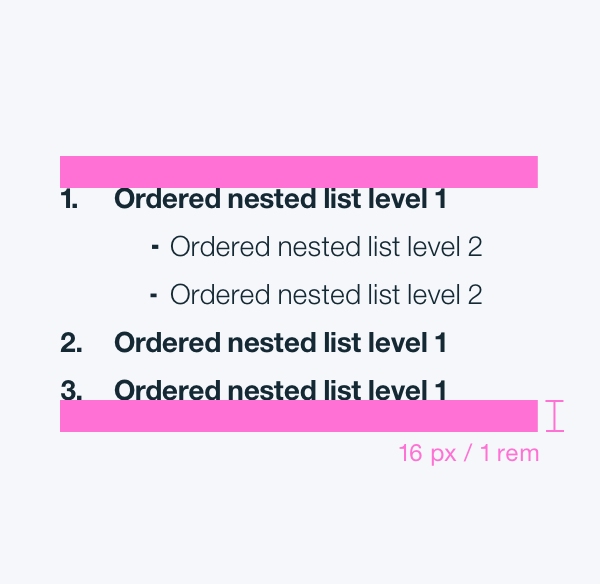 1. Ordered nested list level 1
- Ordered nested list level 2
- Ordered nested list level 2
2. Ordered nested list level 1
3. Ordered nested list level 1
16 px / 1 rem